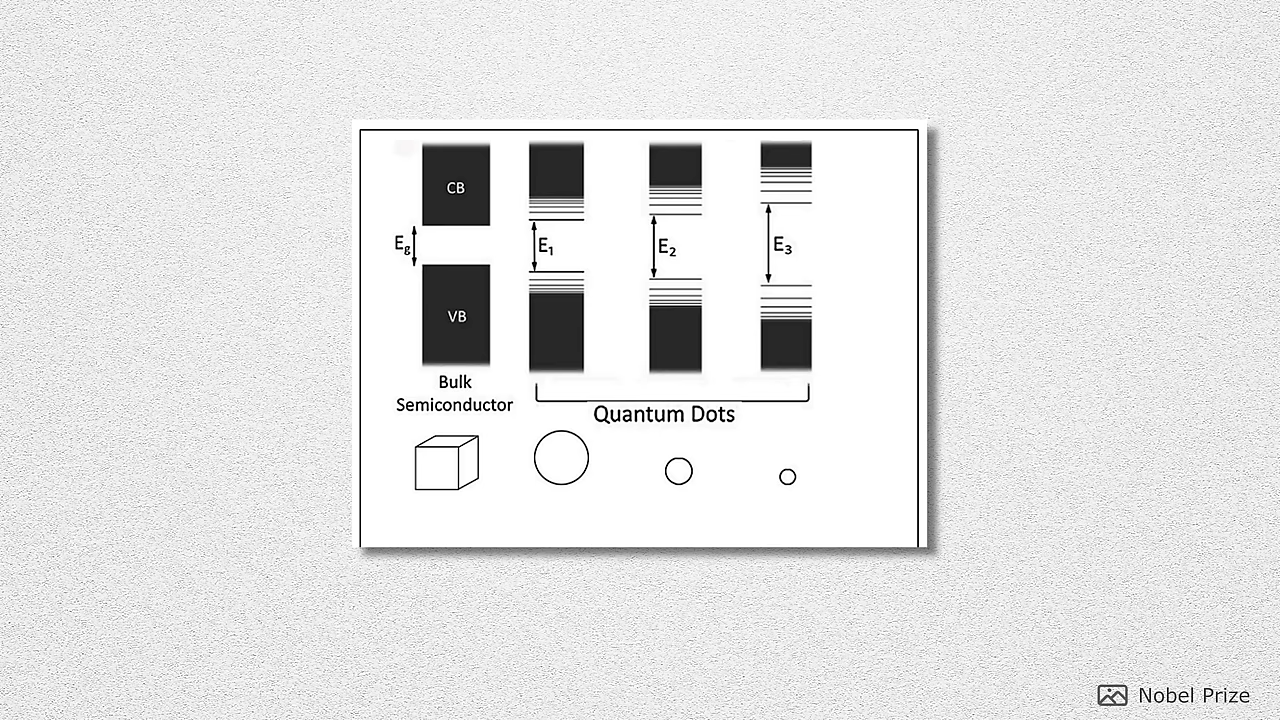 CB
E₁
E₂
E₃
Eg
VB
Bulk
Semiconductor
Quantum Dots
Nobel Prize